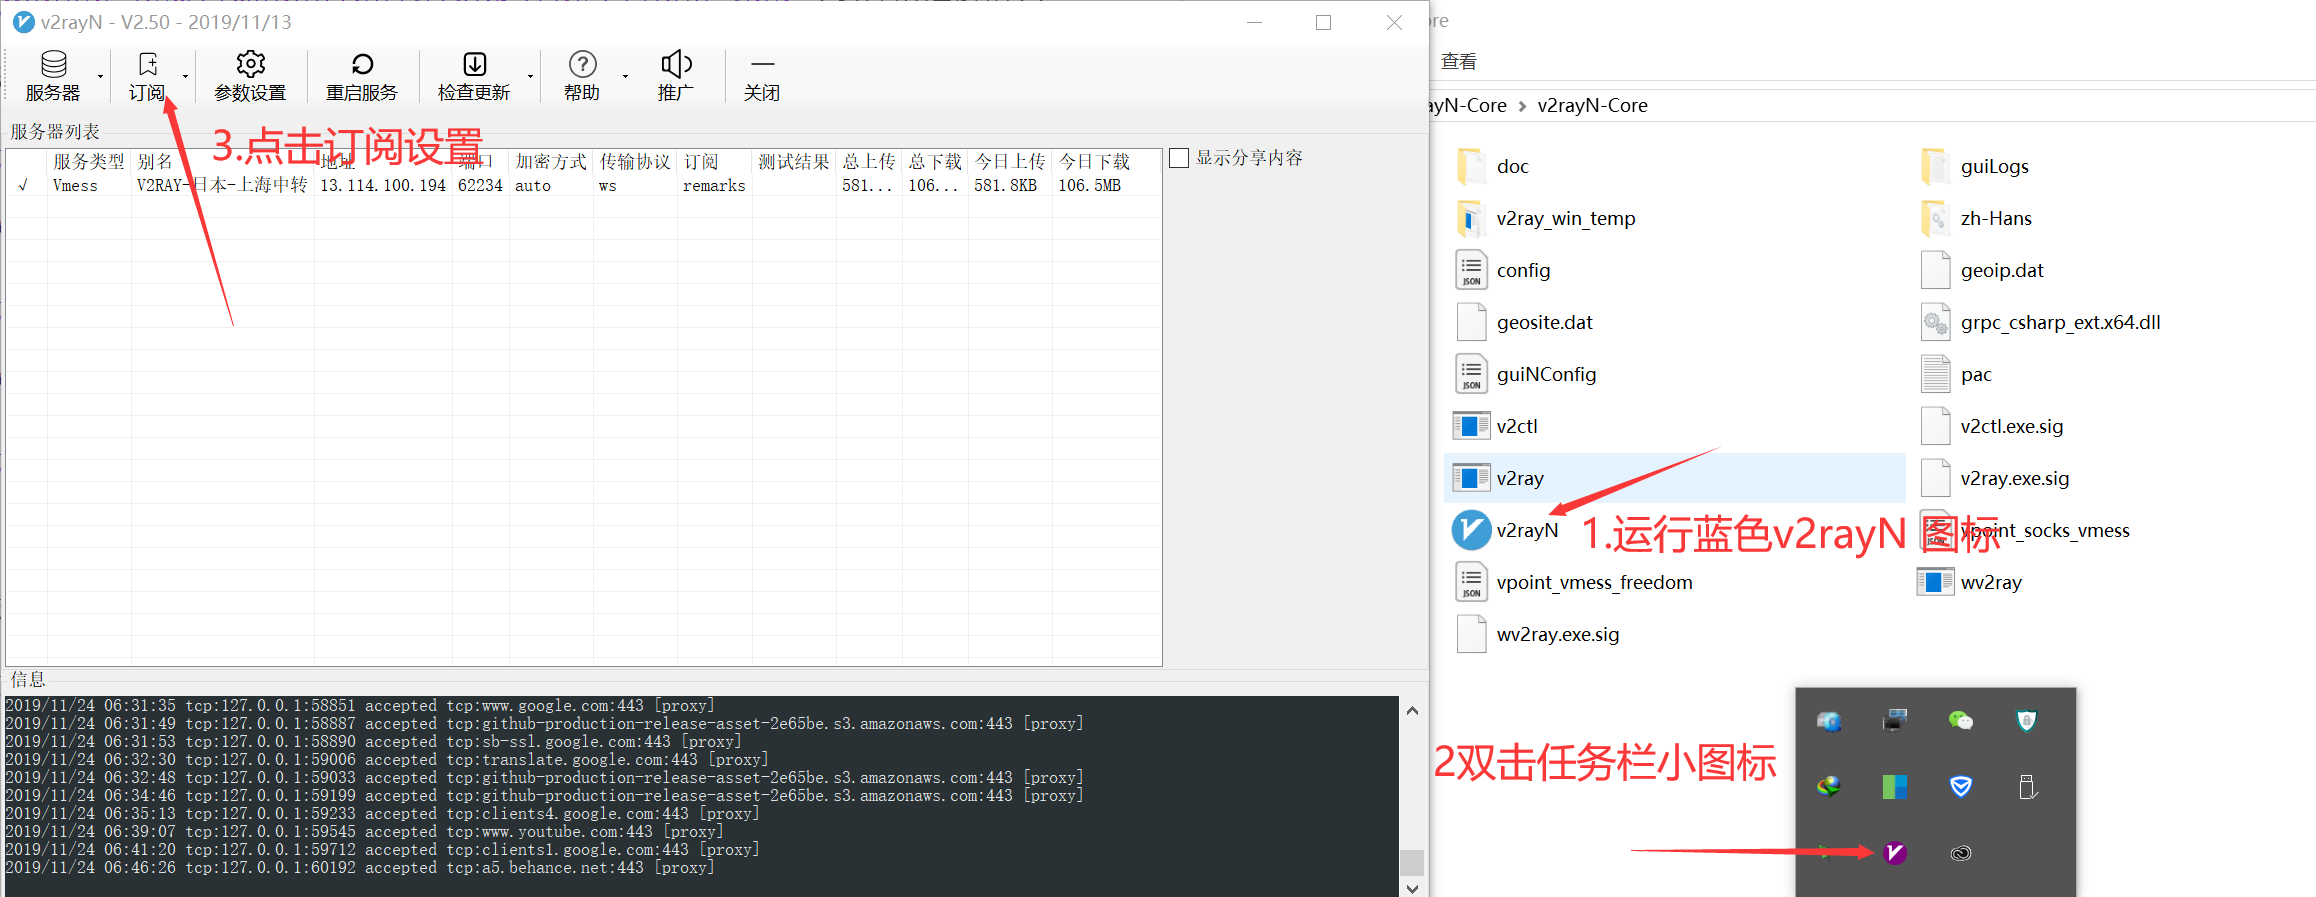 v2rayN - V2.50 - 2019/11/13
服务器 订阅 参数设置 重启服务 检查更新 帮助 推广 关闭
3.点击订阅设置
服务器列表
服务类型 别名 地址 端口 加密方式 传输协议 订阅 测试结果 总上传 总下载 今日上传 今日下载
√ Vmess V2RAY-日本-上海中转 13.114.100.194 62234 auto ws remarks 581... 106... 581.8KB 106.5MB
显示分享内容
信息
2019/11/24 06:31:35 tcp:127.0.0.1:58851 accepted tcp:www.google.com:443 [proxy]
2019/11/24 06:31:49 tcp:127.0.0.1:58887 accepted tcp:github-production-release-asset-2e65be.s3.amazonaws.com:443 [proxy]
2019/11/24 06:31:53 tcp:127.0.0.1:58890 accepted tcp:sb-ssl.google.com:443 [proxy]
2019/11/24 06:32:30 tcp:127.0.0.1:59006 accepted tcp:translate.google.com:443 [proxy]
2019/11/24 06:32:48 tcp:127.0.0.1:59033 accepted tcp:github-production-release-asset-2e65be.s3.amazonaws.com:443 [proxy]
2019/11/24 06:34:46 tcp:127.0.0.1:59199 accepted tcp:github-production-release-asset-2e65be.s3.amazonaws.com:443 [proxy]
2019/11/24 06:35:13 tcp:127.0.0.1:59233 accepted tcp:clients4.google.com:443 [proxy]
2019/11/24 06:39:07 tcp:127.0.0.1:59545 accepted tcp:www.youtube.com:443 [proxy]
2019/11/24 06:41:20 tcp:127.0.0.1:59712 accepted tcp:clients1.google.com:443 [proxy]
2019/11/24 06:46:26 tcp:127.0.0.1:60192 accepted tcp:a5.behance.net:443 [proxy]
ore
查看
ayN-Core > v2rayN-Core
doc guiLogs
v2ray_win_temp zh-Hans
JSON config geoip.dat
geosite.dat grpc_csharp_ext.x64.dll
JSON guiNConfig pac
v2ctl v2ctl.exe.sig
v2ray v2ray.exe.sig
v2rayN vpoint_socks_vmess
1.运行蓝色v2rayN 图标
JSON vpoint_vmess_freedom wv2ray
wv2ray.exe.sig
2双击任务栏小图标